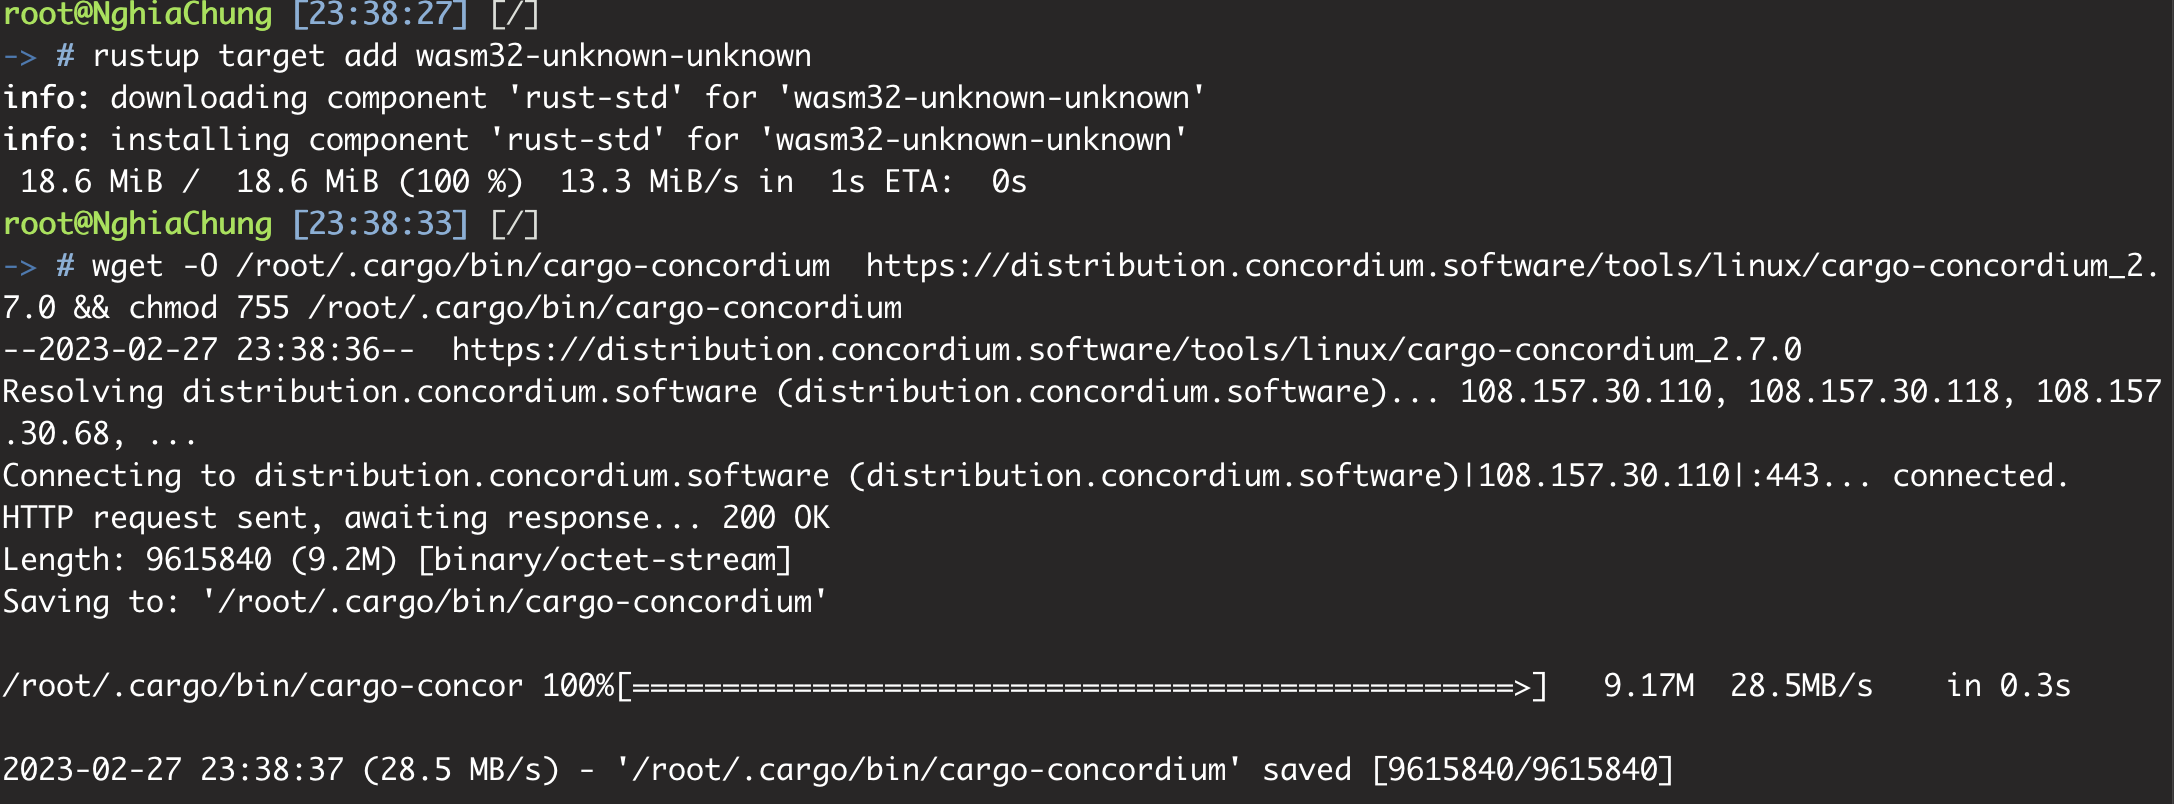 root@NghiaChung [23:38:27] [/]
-> # rustup target add wasm32-unknown-unknown
info: downloading component 'rust-std' for 'wasm32-unknown-unknown'
info: installing component 'rust-std' for 'wasm32-unknown-unknown'
 18.6 MiB /  18.6 MiB (100 %)  13.3 MiB/s in  1s ETA:  0s
root@NghiaChung [23:38:33] [/]
-> # wget -O /root/.cargo/bin/cargo-concordium  https://distribution.concordium.software/tools/linux/cargo-concordium_2.
7.0 && chmod 755 /root/.cargo/bin/cargo-concordium
--2023-02-27 23:38:36--  https://distribution.concordium.software/tools/linux/cargo-concordium_2.7.0
Resolving distribution.concordium.software (distribution.concordium.software)... 108.157.30.110, 108.157.30.118, 108.157
.30.68, ...
Connecting to distribution.concordium.software (distribution.concordium.software)|108.157.30.110|:443... connected.
HTTP request sent, awaiting response... 200 OK
Length: 9615840 (9.2M) [binary/octet-stream]
Saving to: '/root/.cargo/bin/cargo-concordium'
/root/.cargo/bin/cargo-concor 100%[=================================================>]   9.17M  28.5MB/s    in 0.3s
2023-02-27 23:38:37 (28.5 MB/s) - '/root/.cargo/bin/cargo-concordium' saved [9615840/9615840]